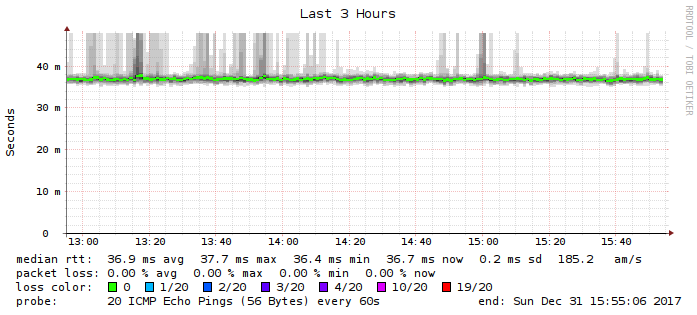 Last 3 Hours
RRDTOOL / TOBI OETIKER
Seconds
40 m
30 m
20 m
10 m
0
13:00 13:20 13:40 14:00 14:20 14:40 15:00 15:20 15:40
median rtt: 36.9 ms avg 37.7 ms max 36.4 ms min 36.7 ms now 0.2 ms sd 185.2 am/s
packet loss: 0.00 % avg 0.00 % max 0.00 % min 0.00 % now
loss color: 0 1/20 2/20 3/20 4/20 10/20 19/20
probe: 20 ICMP Echo Pings (56 Bytes) every 60s end: Sun Dec 31 15:55:06 2017